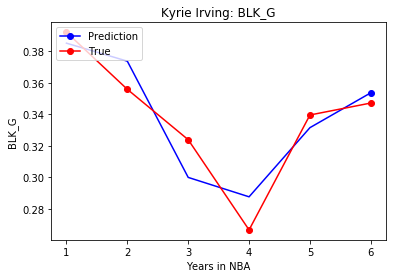 Kyrie Irving: BLK_G
Prediction
True
0.38
0.36
0.34
0.32
0.30
0.28
BLK_G
1 2 3 4 5 6
Years in NBA